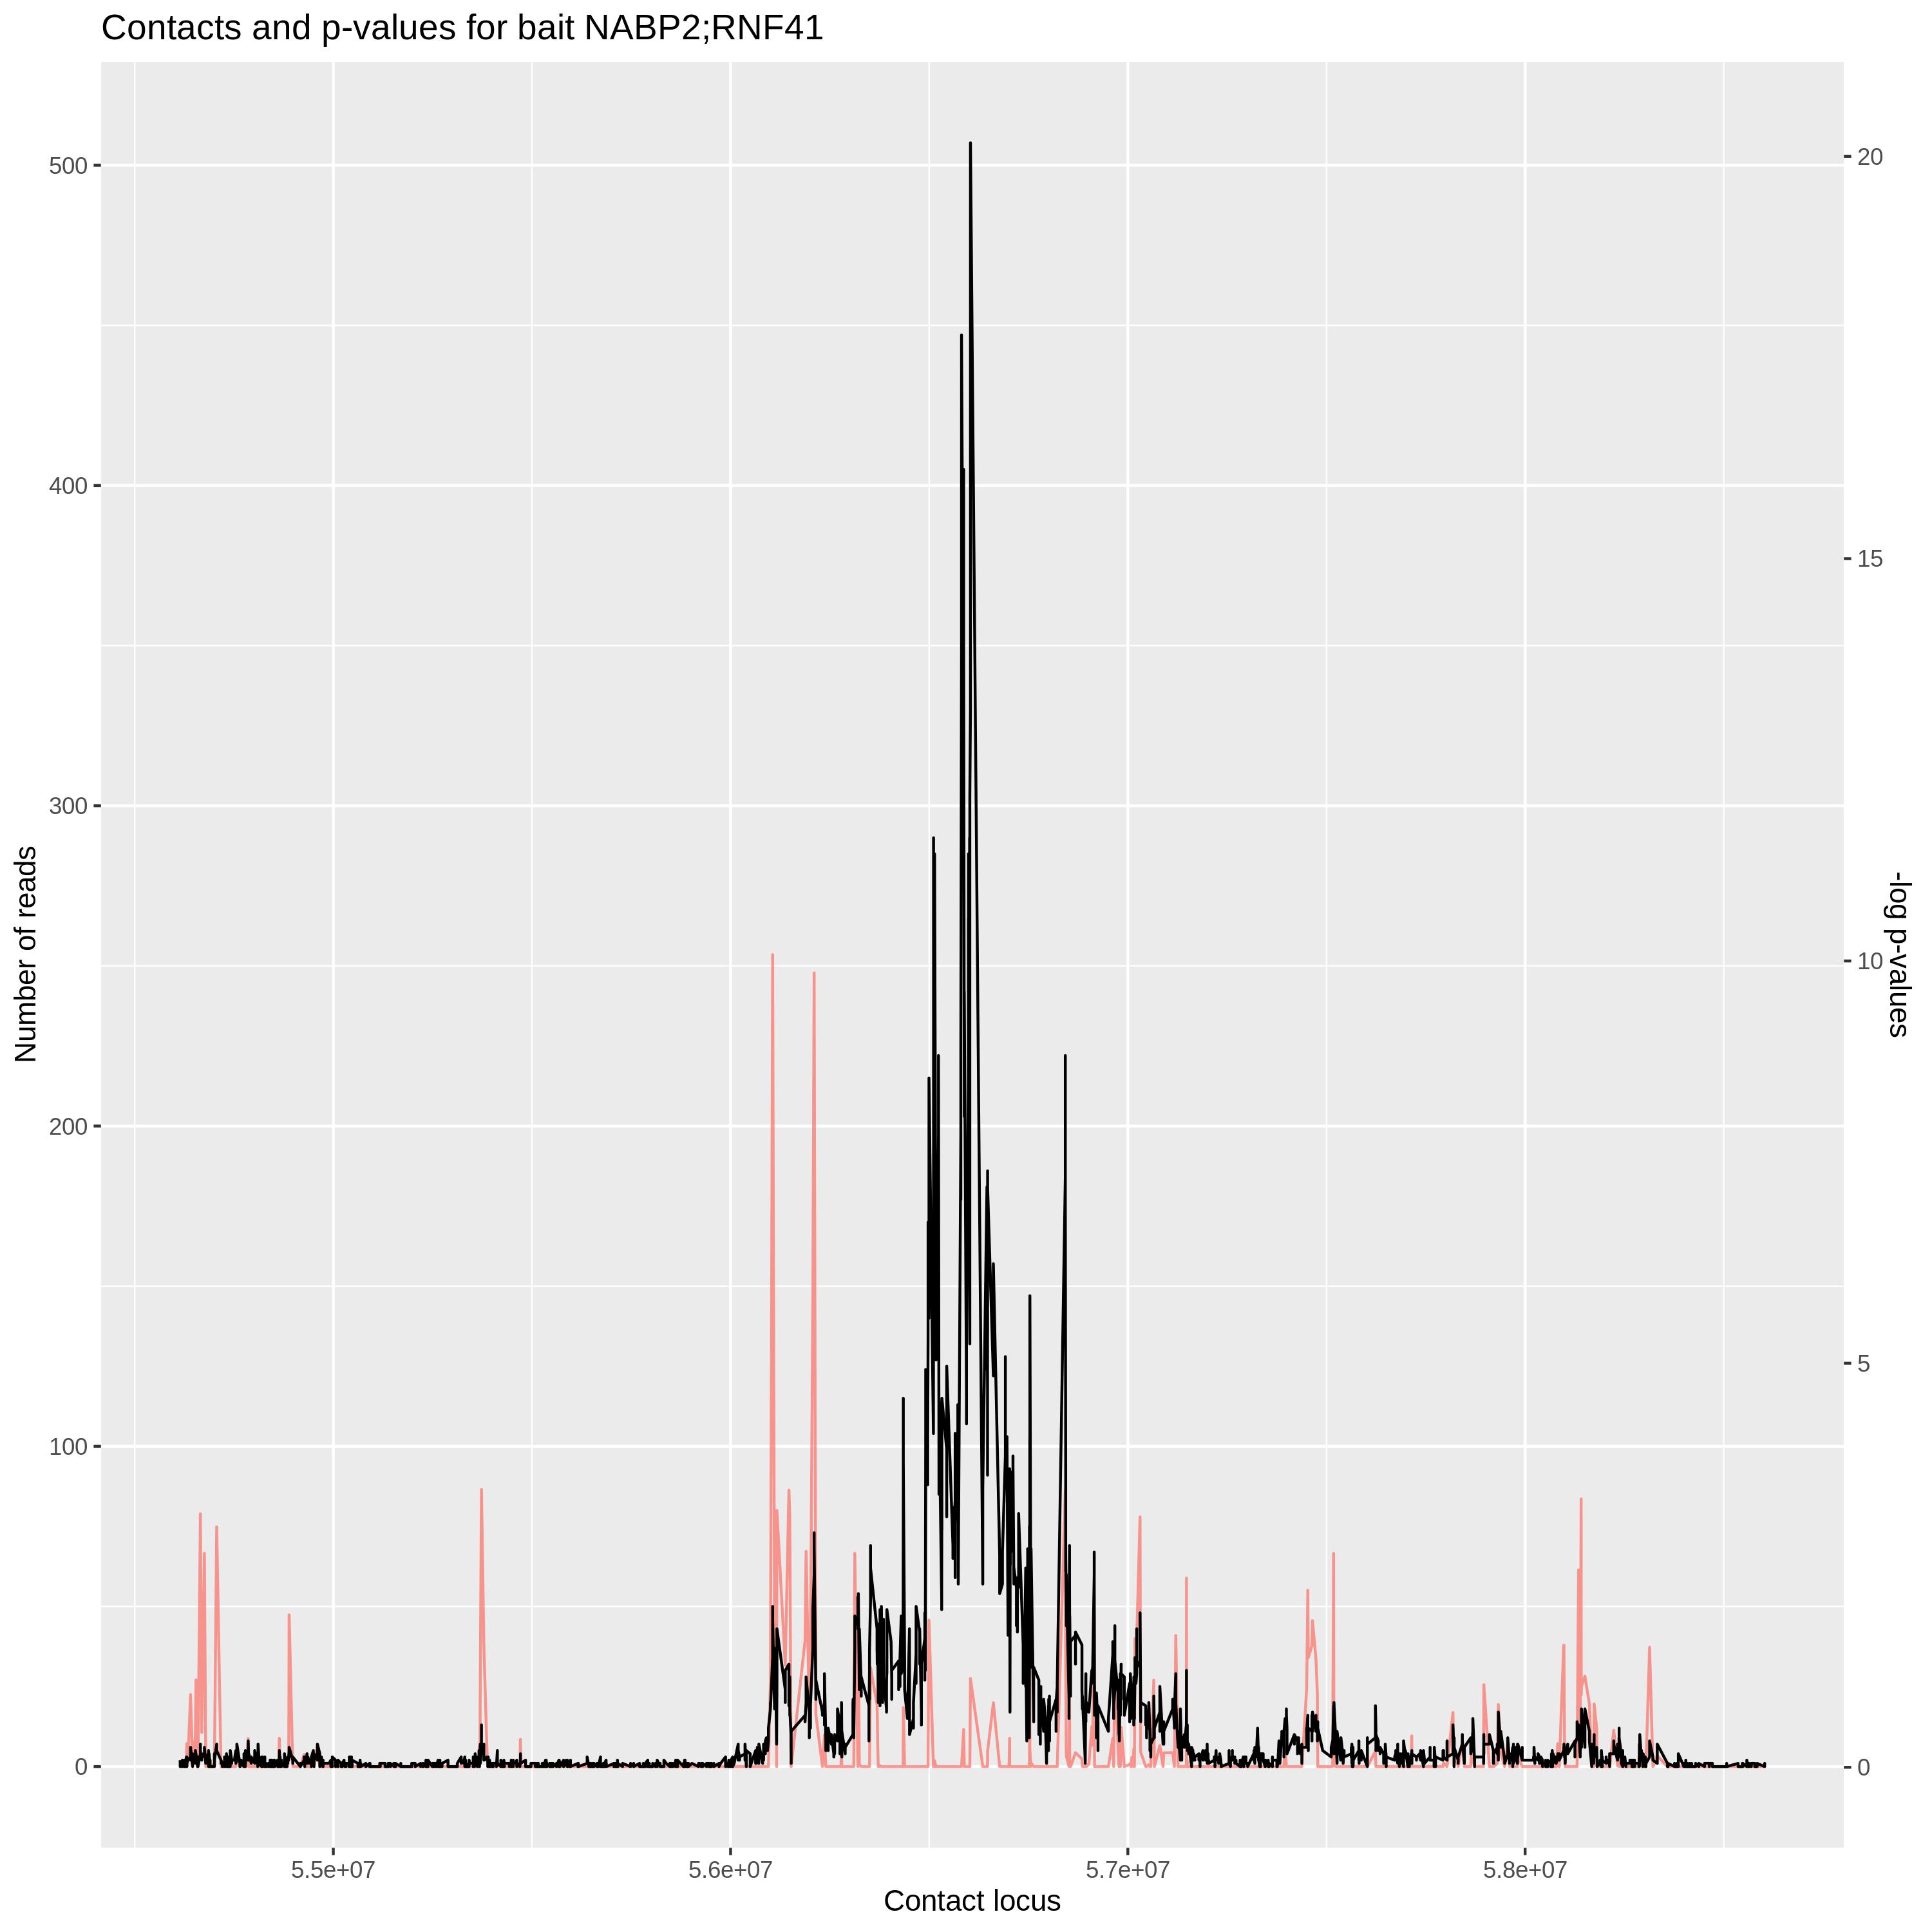 Contacts and p-values for bait NABP2;RNF41
500
400
300
200
100
0
Number of reads
20
15
10
5
0
-log p-values
5.5e+07 5.6e+07 5.7e+07 5.8e+07
Contact locus